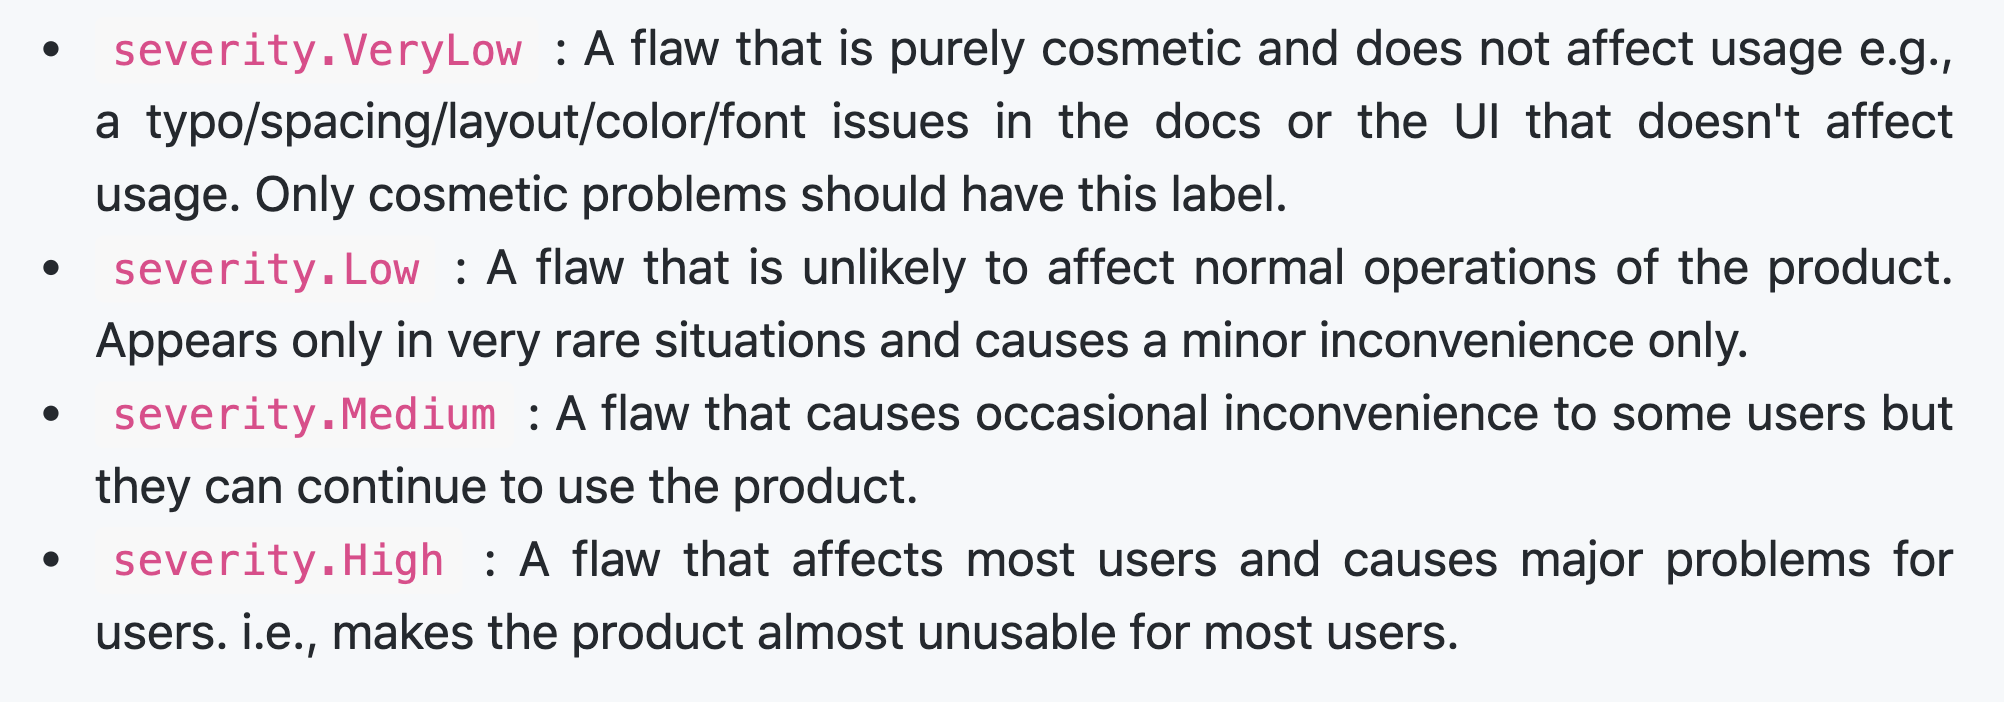 • severity.VeryLow : A flaw that is purely cosmetic and does not affect usage e.g.,
a typo/spacing/layout/color/font issues in the docs or the UI that doesn't affect
usage. Only cosmetic problems should have this label.
• severity.Low : A flaw that is unlikely to affect normal operations of the product.
Appears only in very rare situations and causes a minor inconvenience only.
• severity.Medium : A flaw that causes occasional inconvenience to some users but
they can continue to use the product.
• severity.High : A flaw that affects most users and causes major problems for
users. i.e., makes the product almost unusable for most users.